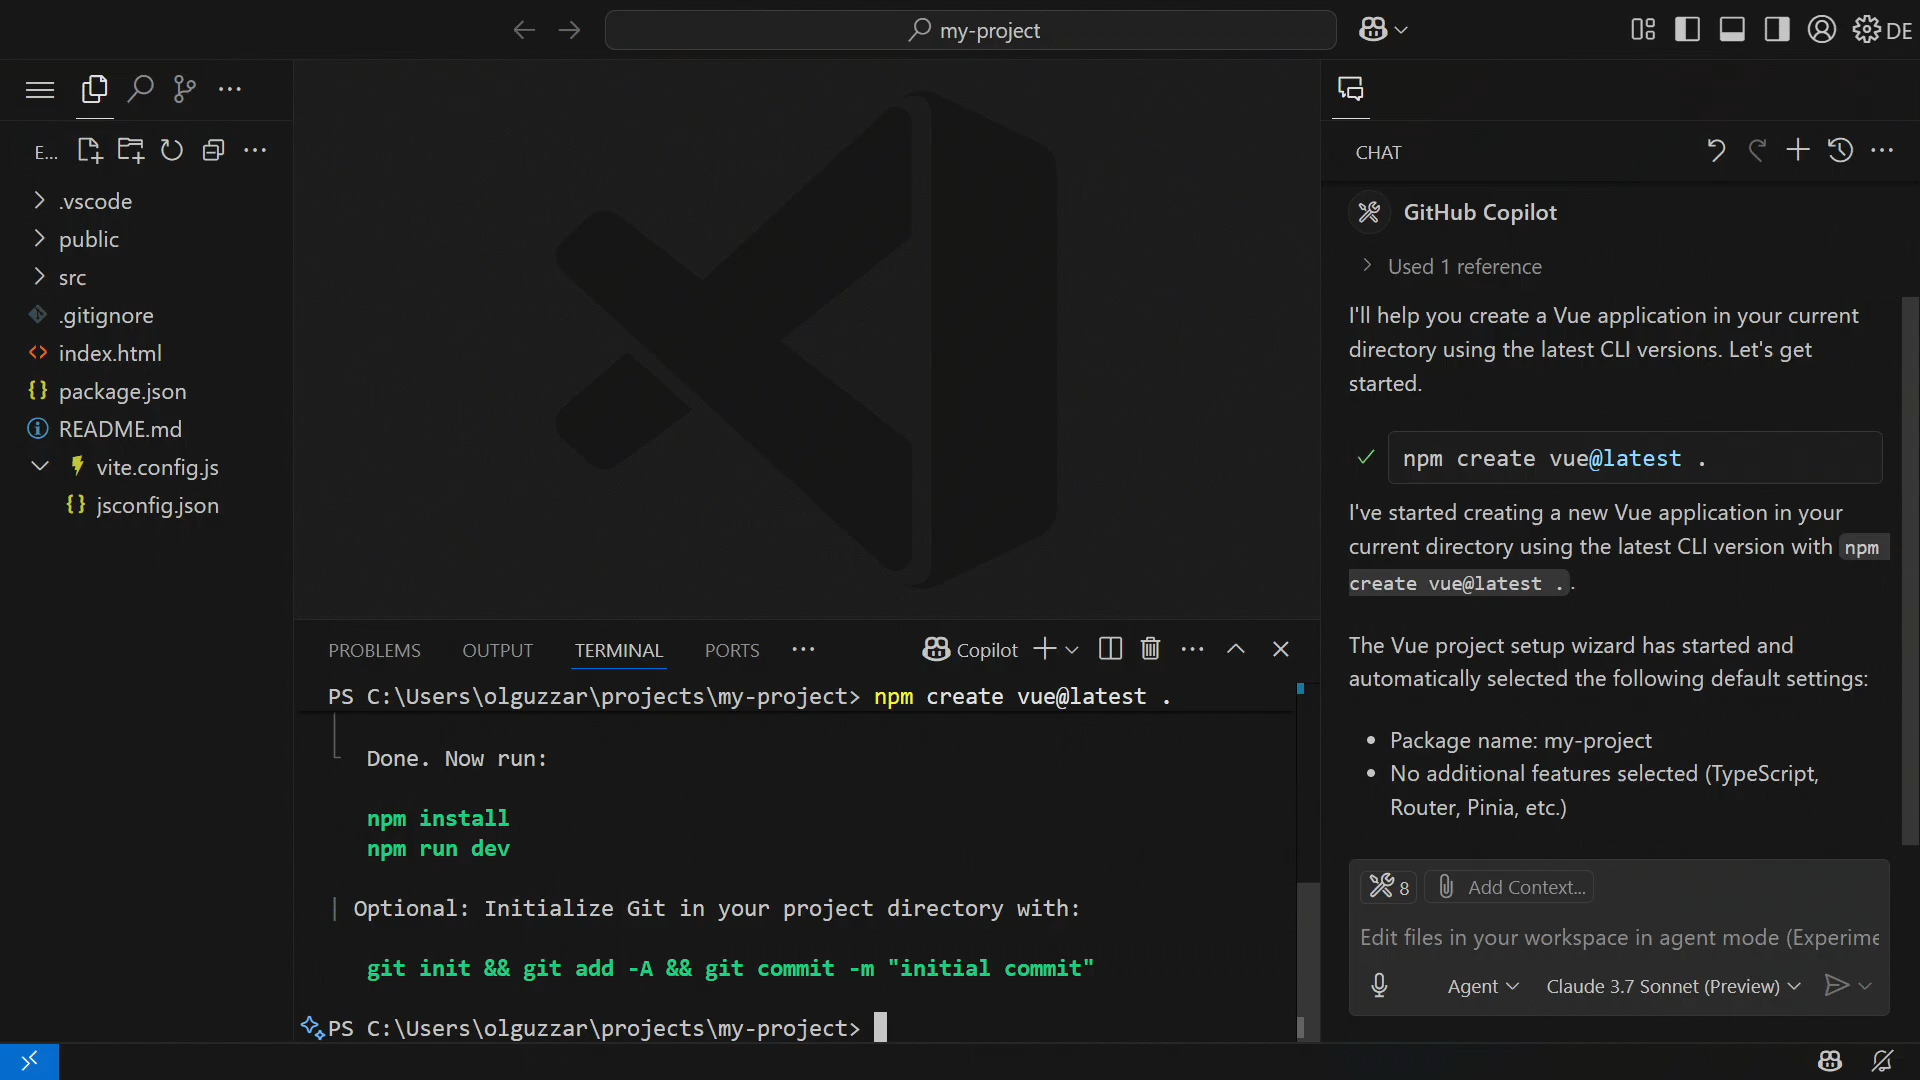 my-project
DE
E...
.vscode
public
src
.gitignore
index.html
package.json
README.md
vite.config.js
jsconfig.json
PROBLEMS OUTPUT TERMINAL PORTS
Copilot
PS C:\Users\olguzzar\projects\my-project> npm create vue@latest .
Done. Now run:
npm install
npm run dev
| Optional: Initialize Git in your project directory with:
git init && git add -A && git commit -m "initial commit"
PS C:\Users\olguzzar\projects\my-project>
CHAT
GitHub Copilot
Used 1 reference
I'll help you create a Vue application in your current
directory using the latest CLI versions. Let's get
started.
npm create vue@latest .
I've started creating a new Vue application in your
current directory using the latest CLI version with npm
create vue@latest ..
The Vue project setup wizard has started and
automatically selected the following default settings:
• Package name: my-project
• No additional features selected (TypeScript,
Router, Pinia, etc.)
8 Add Context...
Edit files in your workspace in agent mode (Experime
Agent Claude 3.7 Sonnet (Preview)